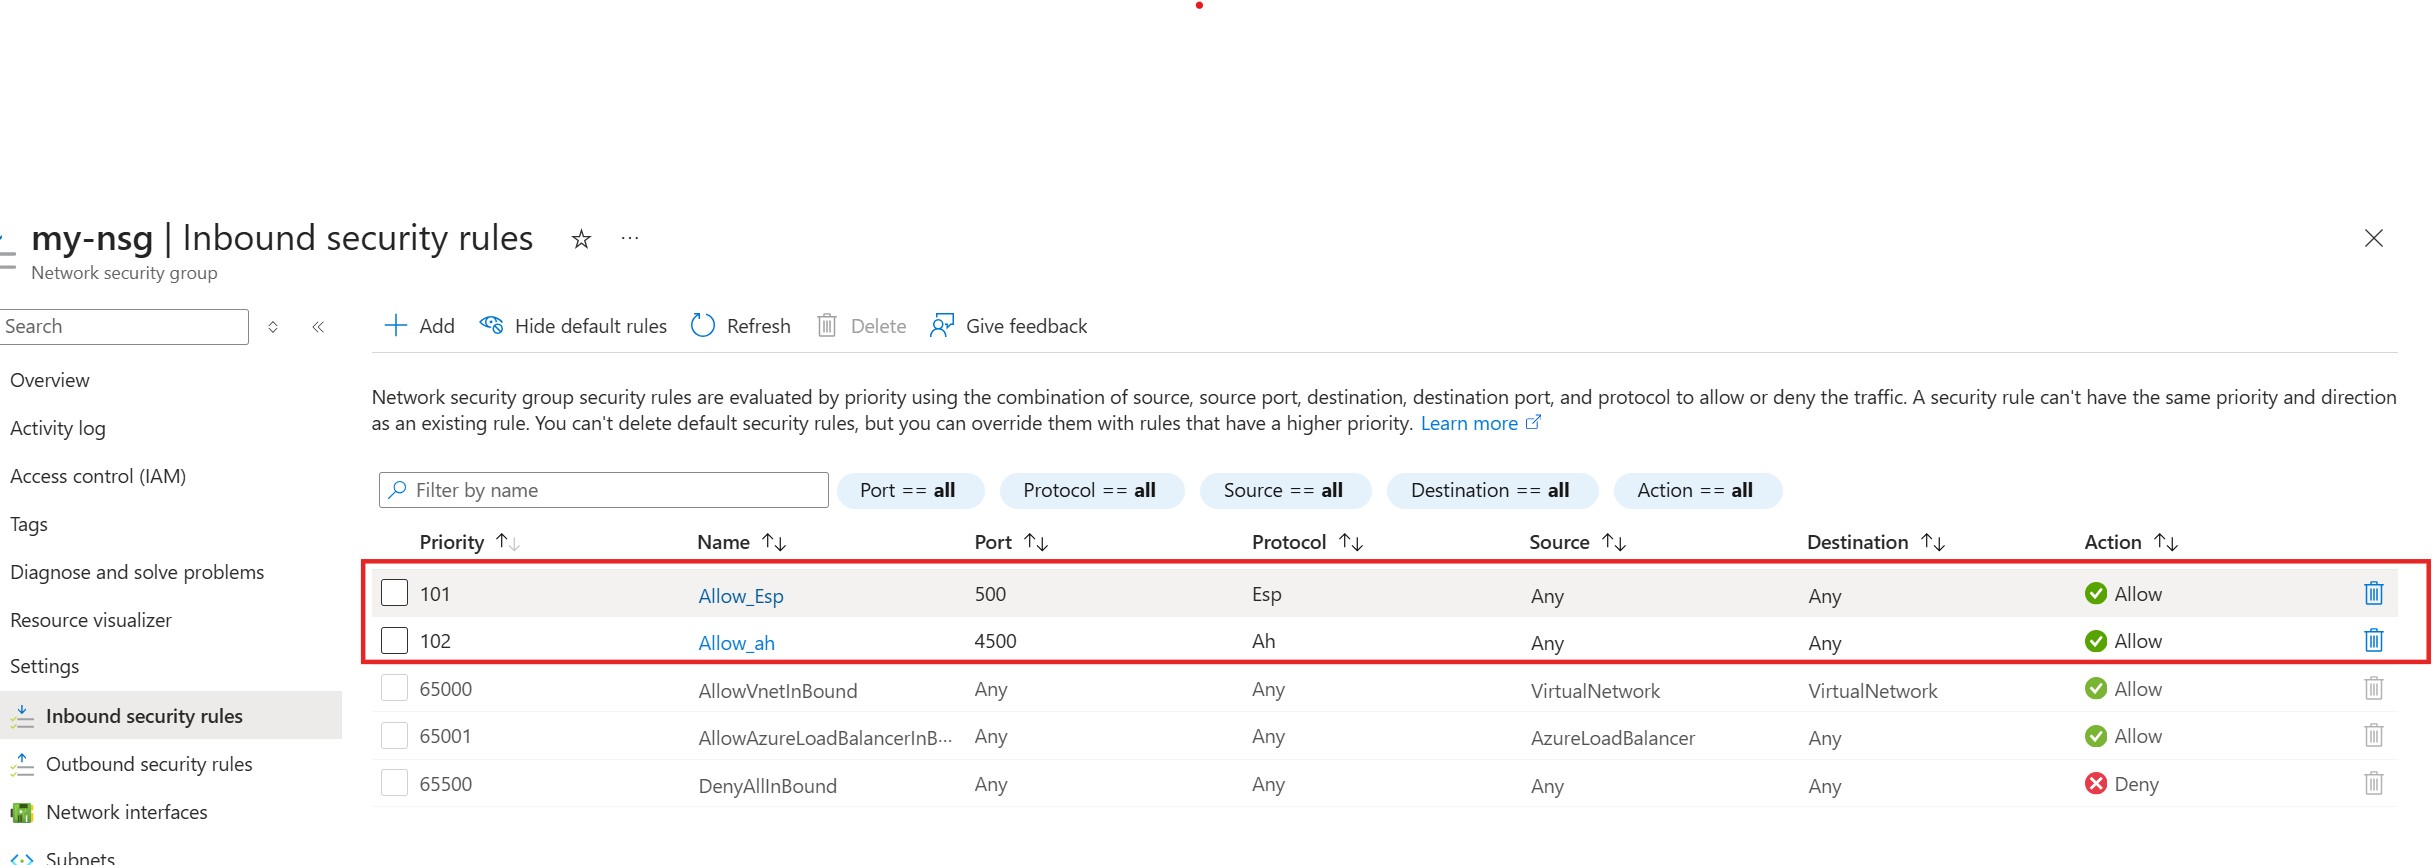 my-nsg | Inbound security rules ☆ ···
Network security group
Search
Overview
Activity log
Access control (IAM)
Tags
Diagnose and solve problems
Resource visualizer
Settings
Inbound security rules
Outbound security rules
Network interfaces
Subnets
Add Hide default rules Refresh Delete Give feedback
Network security group security rules are evaluated by priority using the combination of source, source port, destination, destination port, and protocol to allow or deny the traffic. A security rule can't have the same priority and direction
as an existing rule. You can't delete default security rules, but you can override them with rules that have a higher priority. Learn more
Filter by name Port == all Protocol == all Source == all Destination == all Action == all
Priority Name Port Protocol Source Destination Action
101 Allow_Esp 500 Esp Any Any Allow
102 Allow_ah 4500 Ah Any Any Allow
65000 AllowVnetInBound Any Any VirtualNetwork VirtualNetwork Allow
65001 AllowAzureLoadBalancerInB··· Any Any AzureLoadBalancer Any Allow
65500 DenyAllInBound Any Any Any Any Deny